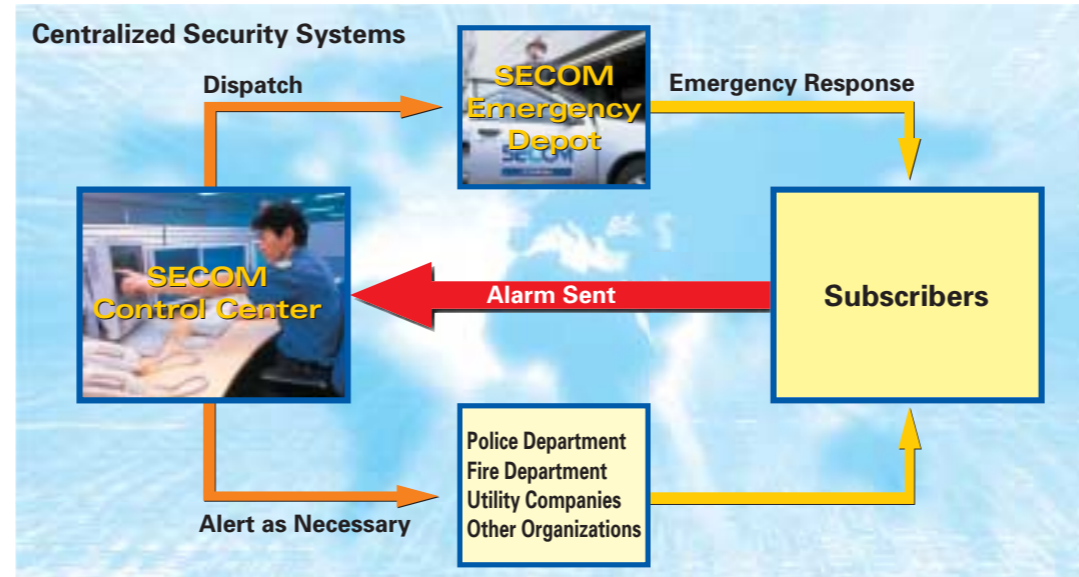 Centralized Security Systems
Dispatch
SECOM
Emergency
Depot
SECOM
Emergency Response
SECOM
Control Center
Alarm Sent
Subscribers
Police Department
Fire Department
Utility Companies
Other Organizations
Alert as Necessary